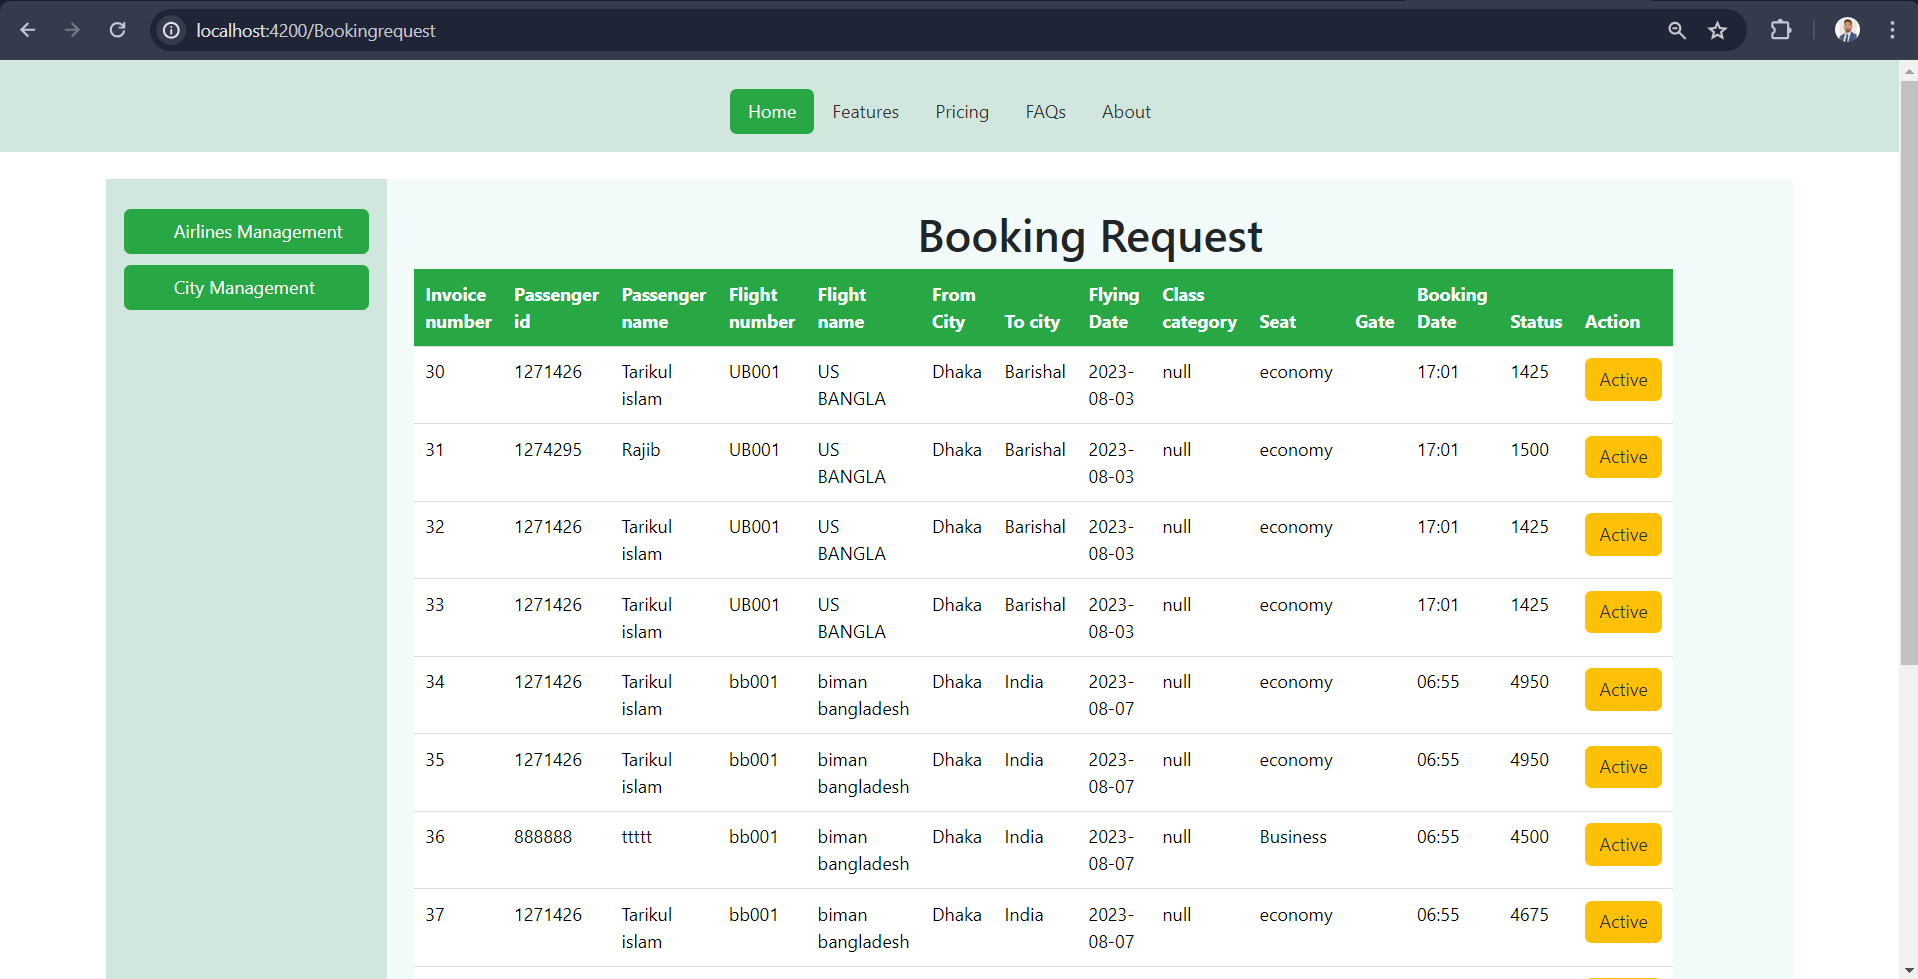 localhost:4200/Bookingrequest
Home Features Pricing FAQs About
Airlines Management
City Management
Booking Request
Invoice number Passenger id Passenger name Flight number Flight name From City To city Flying Date Class category Seat Gate Booking Date Status Action
30 1271426 Tarikul islam UB001 US BANGLA Dhaka Barishal 2023-08-03 null economy 17:01 1425 Active
31 1274295 Rajib UB001 US BANGLA Dhaka Barishal 2023-08-03 null economy 17:01 1500 Active
32 1271426 Tarikul islam UB001 US BANGLA Dhaka Barishal 2023-08-03 null economy 17:01 1425 Active
33 1271426 Tarikul islam UB001 US BANGLA Dhaka Barishal 2023-08-03 null economy 17:01 1425 Active
34 1271426 Tarikul islam bb001 biman bangladesh Dhaka India 2023-08-07 null economy 06:55 4950 Active
35 1271426 Tarikul islam bb001 biman bangladesh Dhaka India 2023-08-07 null economy 06:55 4950 Active
36 888888 ttttt bb001 biman bangladesh Dhaka India 2023-08-07 null Business 06:55 4500 Active
37 1271426 Tarikul islam bb001 biman bangladesh Dhaka India 2023-08-07 null economy 06:55 4675 Active